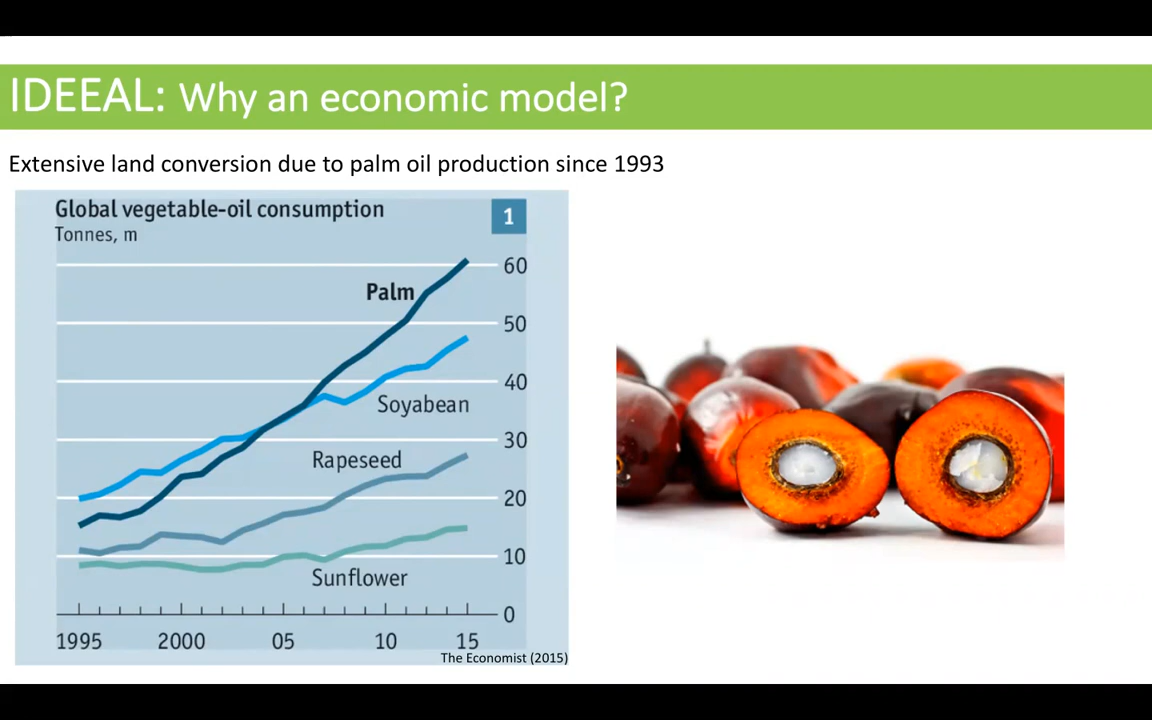 IDEEAL: Why an economic model?
Extensive land conversion due to palm oil production since 1993
Global vegetable-oil consumption
1
Tonnes, m
60
Palm
50
40
Soyabean
30
Rapeseed
20
10
Sunflower
0
1995 2000 05 10 15
The Economist (2015)